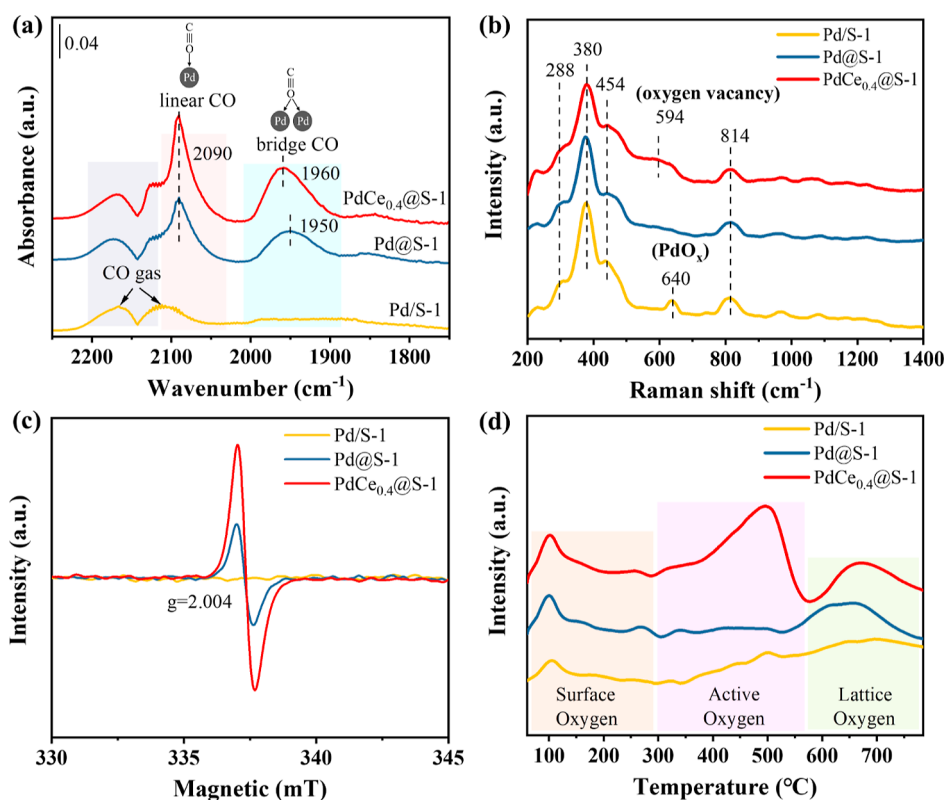 (a)
0.04
C
O
Pd
linear CO
2090
C
O
Pd Pd
bridge CO
1960
PdCe0.4@S-1
1950
Pd@S-1
CO gas
Pd/S-1
Absorbance (a.u.)
2200 2100 2000 1900 1800
Wavenumber (cm-1)
(b)
Pd/S-1
Pd@S-1
PdCe0.4@S-1
380
288
454
(oxygen vacancy)
594
814
(PdOx)
640
Intensity (a.u.)
200 400 600 800 1000 1200 1400
Raman shift (cm-1)
(c)
Pd/S-1
Pd@S-1
PdCe0.4@S-1
g=2.004
Intensity (a.u.)
330 335 340 345
Magnetic (mT)
(d)
Pd/S-1
Pd@S-1
PdCe0.4@S-1
Surface
Oxygen
Active
Oxygen
Lattice
Oxygen
Intensity (a.u.)
100 200 300 400 500 600 700
Temperature (℃)